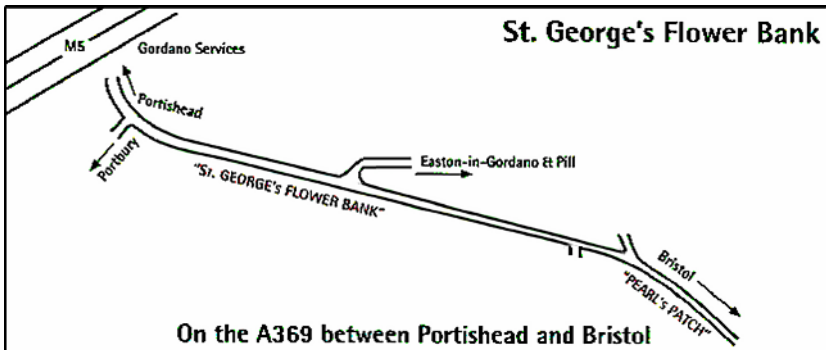 St. George's Flower Bank
M5
Gordano Services
Portishead
Portbury
Easton-in-Gordano & Pill
"ST. GEORGE's FLOWER BANK"
Bristol
"PEARL's PATCH"
On the A369 between Portishead and Bristol